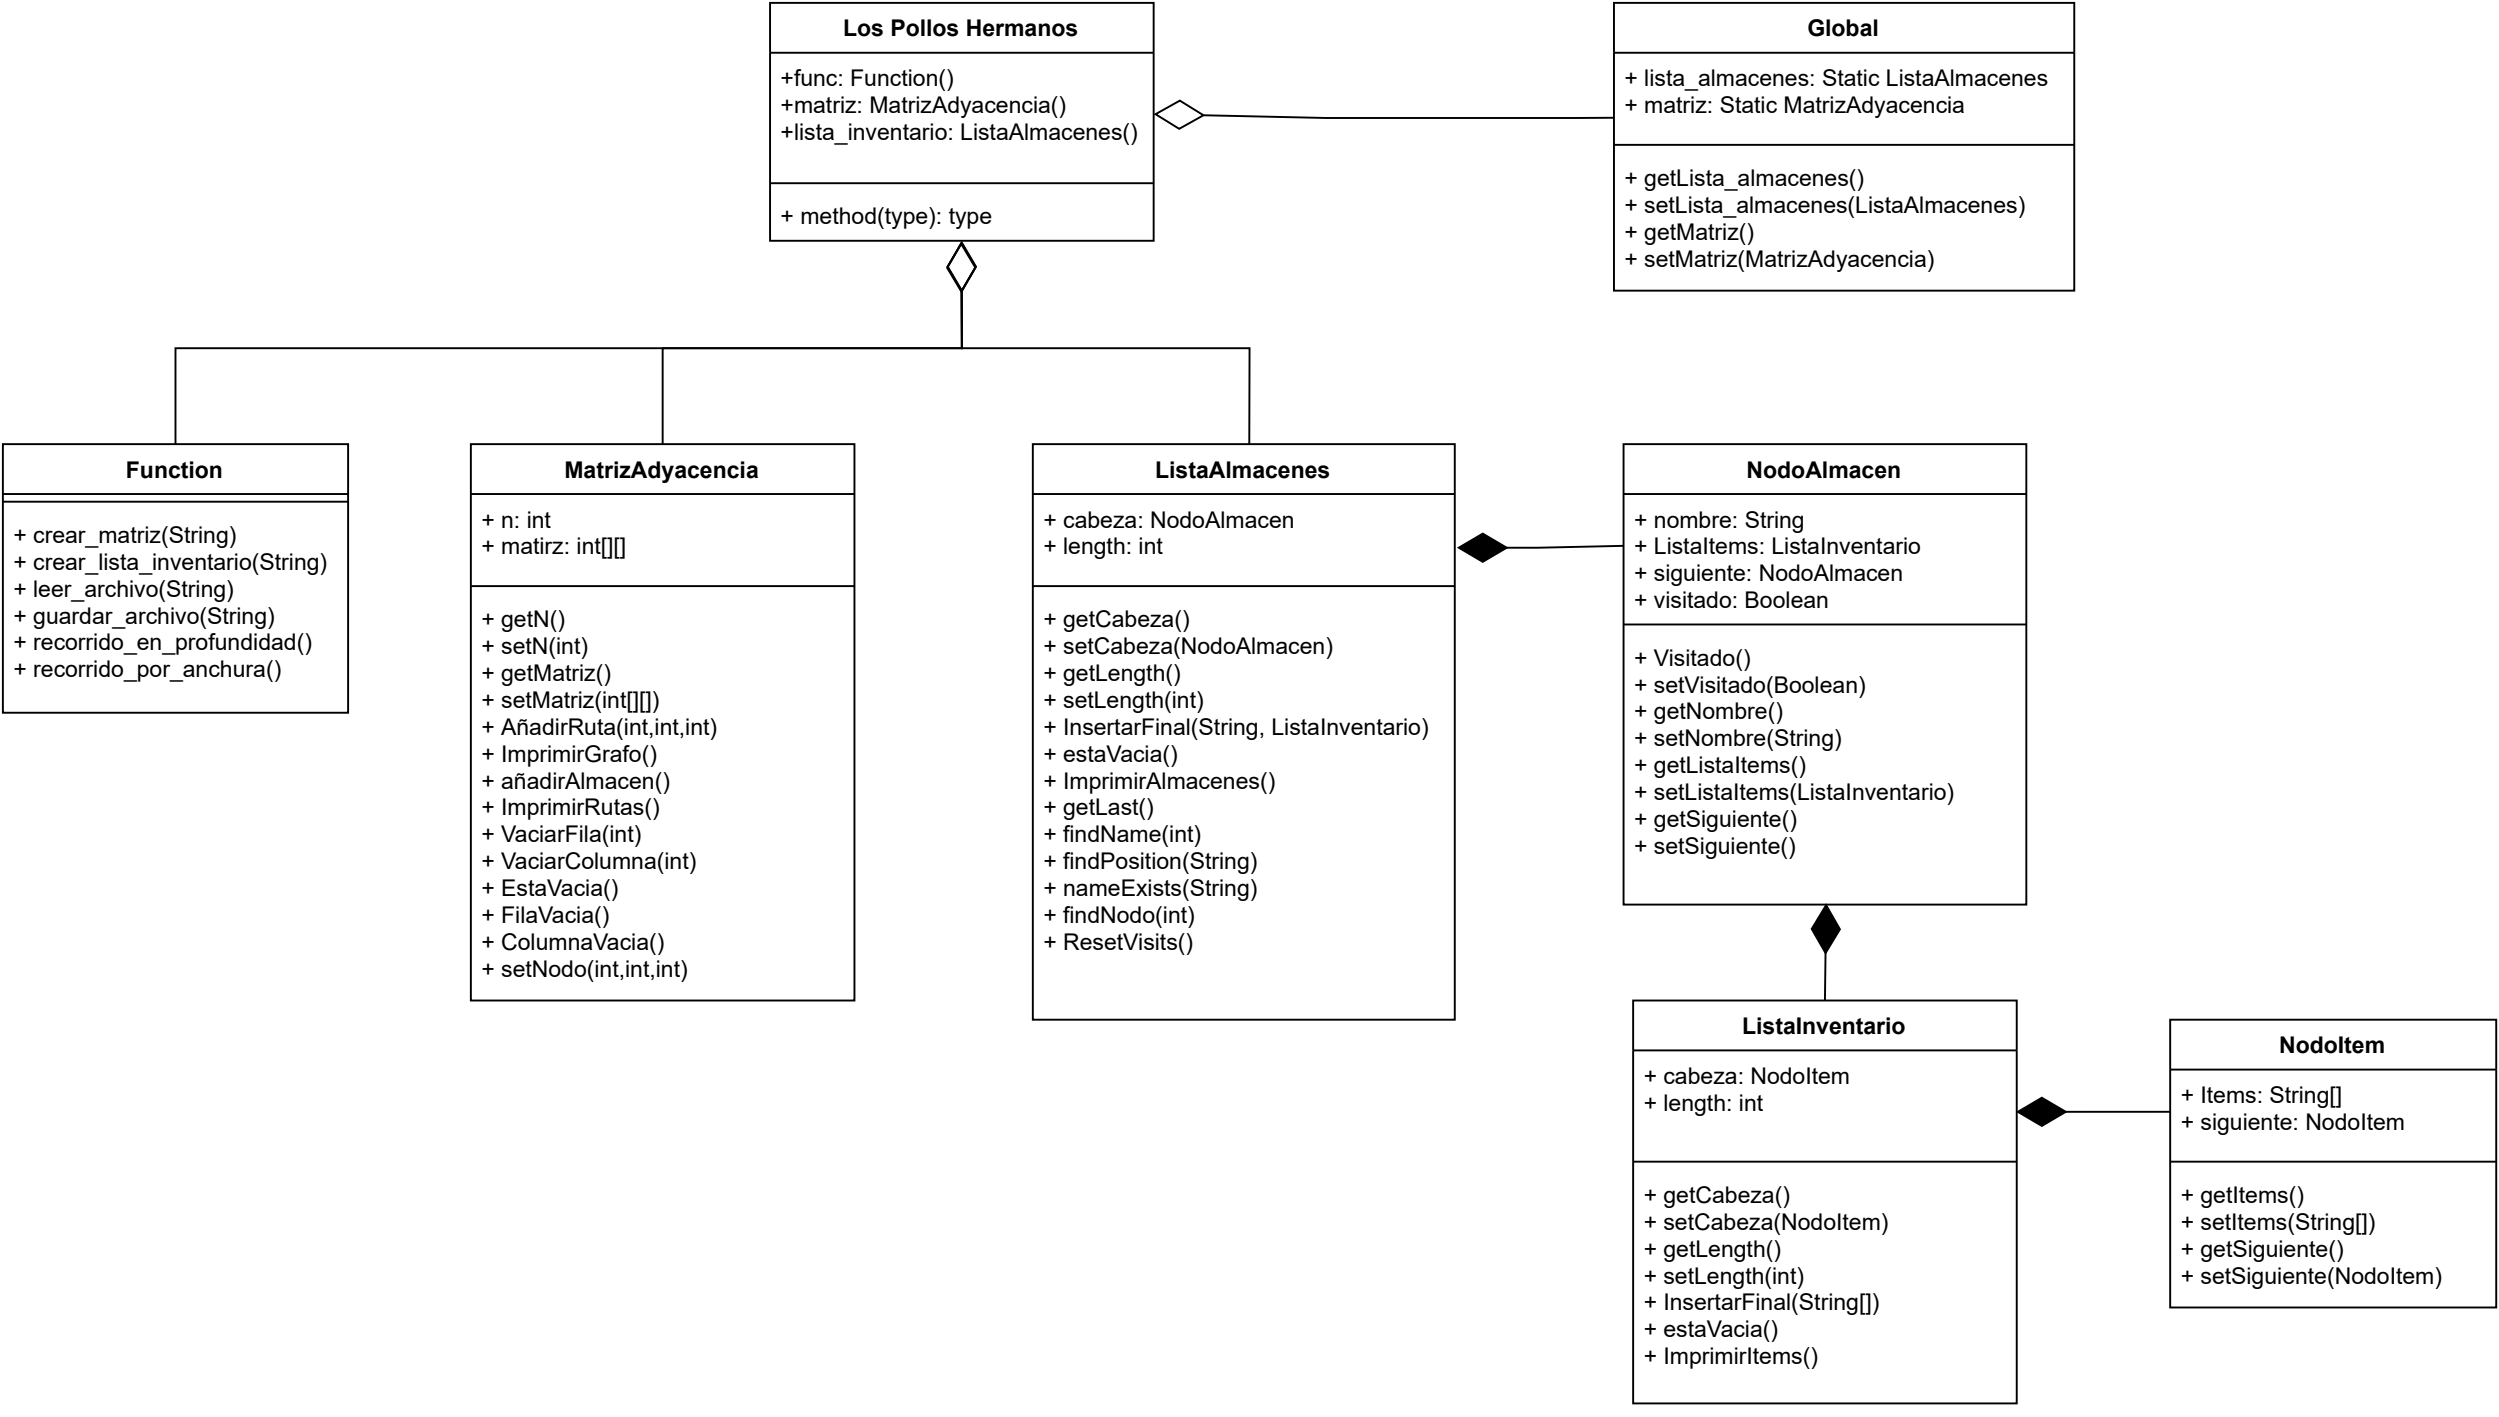 Los Pollos Hermanos
+func: Function()
+matriz: MatrizAdyacencia()
+lista_inventario: ListaAlmacenes()
+ method(type): type
Global
+ lista_almacenes: Static ListaAlmacenes
+ matriz: Static MatrizAdyacencia
+ getLista_almacenes()
+ setLista_almacenes(ListaAlmacenes)
+ getMatriz()
+ setMatriz(MatrizAdyacencia)
Function
+ crear_matriz(String)
+ crear_lista_inventario(String)
+ leer_archivo(String)
+ guardar_archivo(String)
+ recorrido_en_profundidad()
+ recorrido_por_anchura()
MatrizAdyacencia
+ n: int
+ matirz: int[][]
+ getN()
+ setN(int)
+ getMatriz()
+ setMatriz(int[][])
+ AñadirRuta(int,int,int)
+ ImprimirGrafo()
+ añadirAlmacen()
+ ImprimirRutas()
+ VaciarFila(int)
+ VaciarColumna(int)
+ EstaVacia()
+ FilaVacia()
+ ColumnaVacia()
+ setNodo(int,int,int)
ListaAlmacenes
+ cabeza: NodoAlmacen
+ length: int
+ getCabeza()
+ setCabeza(NodoAlmacen)
+ getLength()
+ setLength(int)
+ InsertarFinal(String, ListaInventario)
+ estaVacia()
+ ImprimirAlmacenes()
+ getLast()
+ findName(int)
+ findPosition(String)
+ nameExists(String)
+ findNodo(int)
+ ResetVisits()
NodoAlmacen
+ nombre: String
+ ListaItems: ListaInventario
+ siguiente: NodoAlmacen
+ visitado: Boolean
+ Visitado()
+ setVisitado(Boolean)
+ getNombre()
+ setNombre(String)
+ getListaItems()
+ setListaItems(ListaInventario)
+ getSiguiente()
+ setSiguiente()
ListaInventario
+ cabeza: NodoItem
+ length: int
+ getCabeza()
+ setCabeza(NodoItem)
+ getLength()
+ setLength(int)
+ InsertarFinal(String[])
+ estaVacia()
+ ImprimirItems()
NodoItem
+ Items: String[]
+ siguiente: NodoItem
+ getItems()
+ setItems(String[])
+ getSiguiente()
+ setSiguiente(NodoItem)